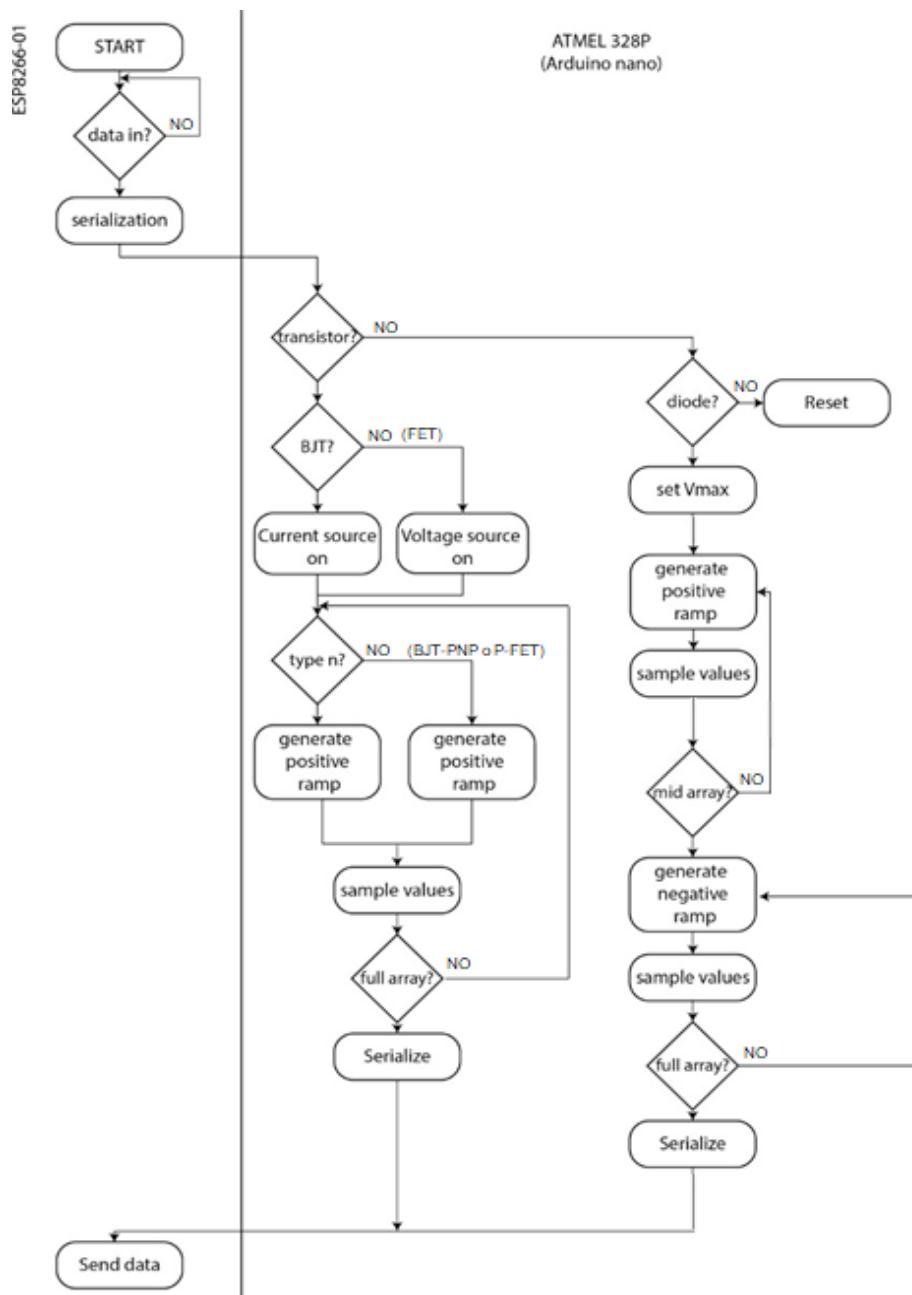 ESP8266-01
ATMEL 328P
(Arduino nano)
START
data in?
NO
serialization
transistor?
NO
diode?
NO
Reset
BJT?
NO (FET)
set Vmax
Current source
on
Voltage source
on
generate
positive
ramp
type n?
NO (BJT-PNP o P-FET)
sample values
generate
positive
ramp
generate
positive
ramp
mid array?
NO
sample values
generate
negative
ramp
full array?
NO
sample values
Serialize
full array?
NO
Serialize
Send data